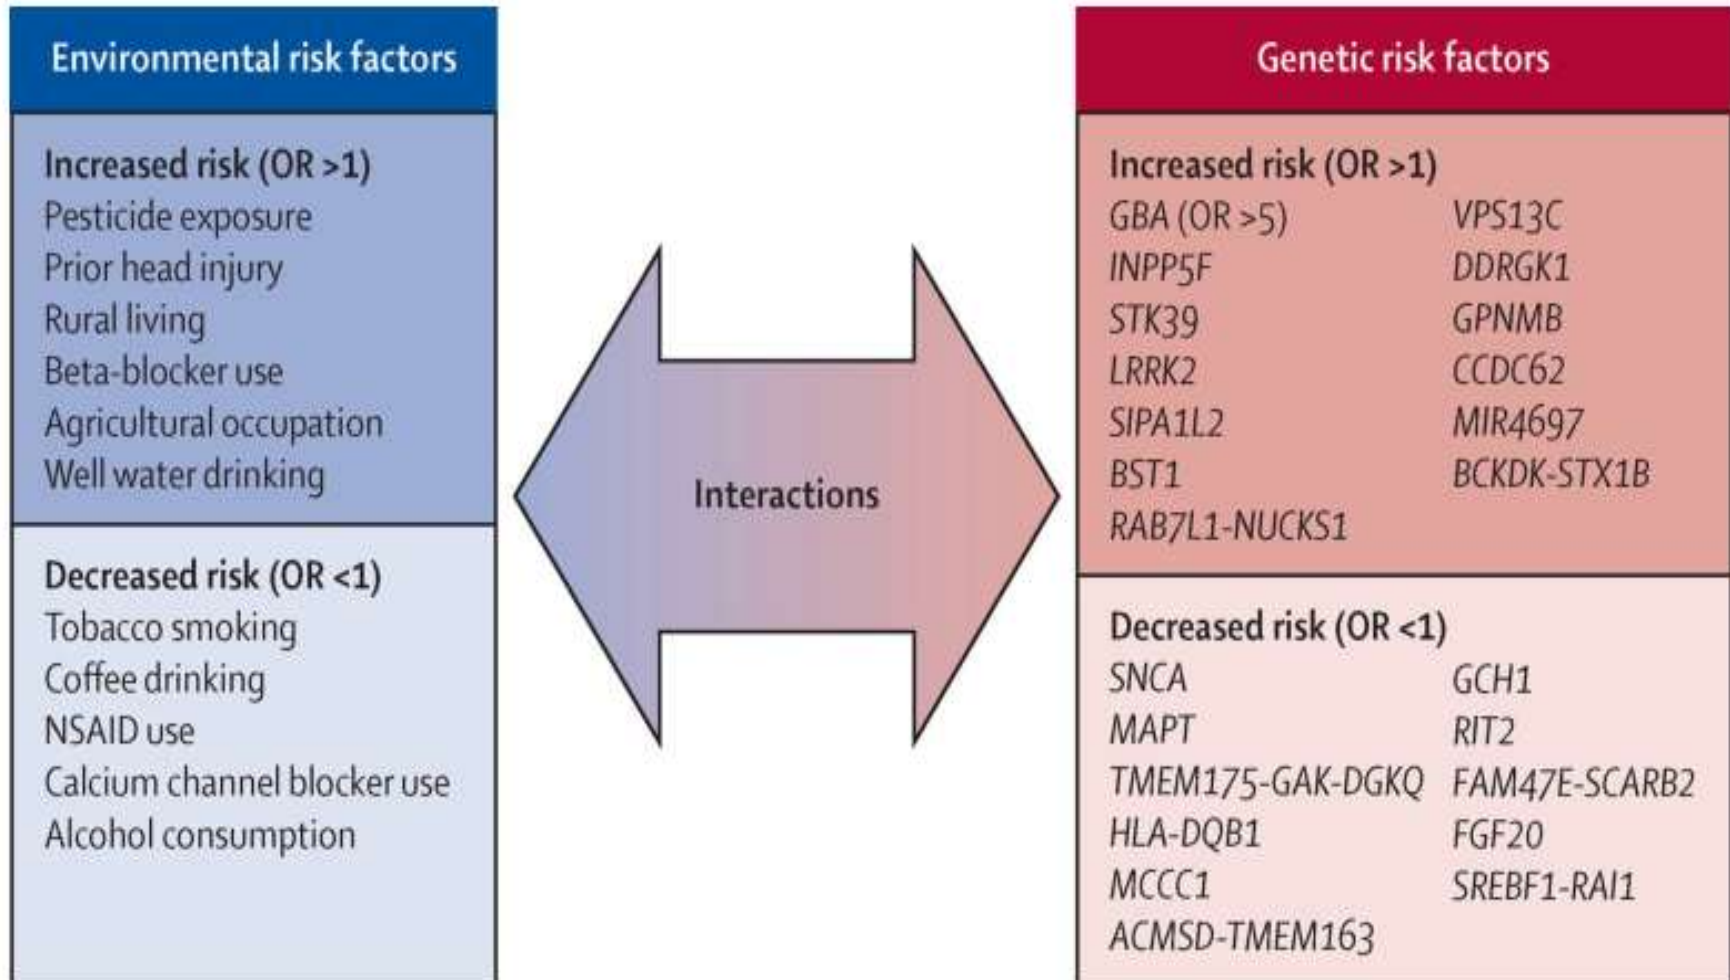 Environmental risk factors
Increased risk (OR >1)
Pesticide exposure
Prior head injury
Rural living
Beta-blocker use
Agricultural occupation
Well water drinking
Decreased risk (OR <1)
Tobacco smoking
Coffee drinking
NSAID use
Calcium channel blocker use
Alcohol consumption
Interactions
Genetic risk factors
Increased risk (OR >1)
GBA (OR >5)
INPP5F
STK39
LRRK2
SIPA1L2
BST1
RAB7L1-NUCKS1
VPS13C
DDRGK1
GPNMB
CCDC62
MIR4697
BCKDK-STX1B
Decreased risk (OR <1)
SNCA
MAPT
TMEM175-GAK-DGKQ
HLA-DQB1
MCCC1
ACMSD-TMEM163
GCH1
RIT2
FAM47E-SCARB2
FGF20
SREBF1-RAI1